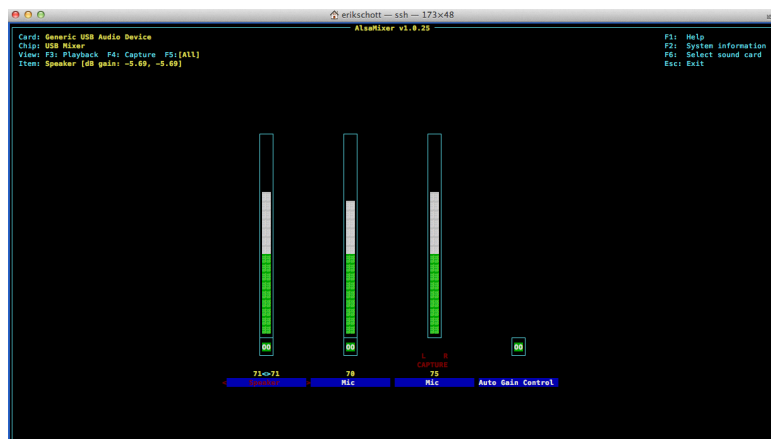 erikschott — ssh — 173×48
AlsaMixer v1.0.25
Card: Generic USB Audio Device
F1: Help
Chip: USB Mixer
F2: System information
View: F3: Playback F4: Capture F5:[All]
F6: Select sound card
Item: Speaker [dB gain: -5.69, -5.69]
Esc: Exit
00 00 00
L R
CAPTURE
71<>71 70 75
< Speaker > Mic Mic Auto Gain Control